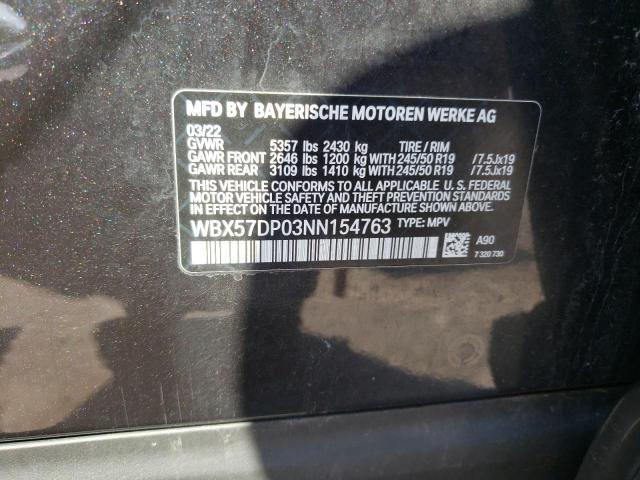 MFD BY BAYERISCHE MOTOREN WERKE AG
03/22
GVWR 5357 lbs 2430 kg TIRE / RIM
GAWR FRONT 2646 lbs 1200 kg WITH 245/50 R19 /7.5Jx19
GAWR REAR 3109 lbs 1410 kg WITH 245/50 R19 /7.5Jx19
THIS VEHICLE CONFORMS TO ALL APPLICABLE U. S. FEDERAL
MOTOR VEHICLE SAFETY AND THEFT PREVENTION STANDARDS
IN EFFECT ON THE DATE OF MANUFACTURE SHOWN ABOVE.
WBX57DP03NN154763 TYPE: MPV
A90
7 320 730